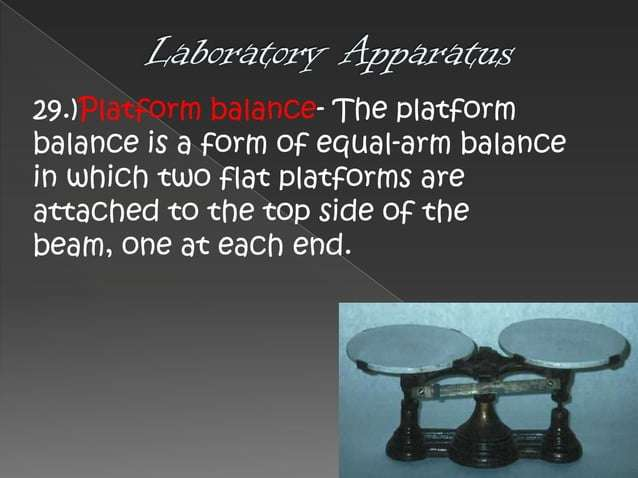 Laboratory Apparatus
29.)Platform balance- The platform
balance is a form of equal-arm balance
in which two flat platforms are
attached to the top side of the
beam, one at each end.